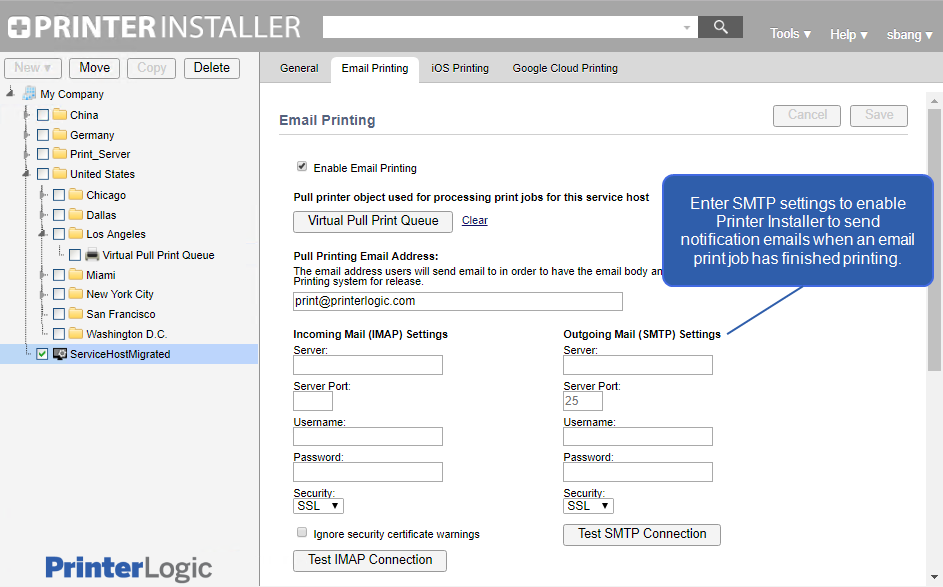 PRINTER INSTALLER
Tools ▾ Help ▾ sbang ▾
New ▾ Move Copy Delete
General Email Printing iOS Printing Google Cloud Printing
My Company
China
Germany
Print_Server
United States
Chicago
Dallas
Los Angeles
Virtual Pull Print Queue
Miami
New York City
San Francisco
Washington D.C.
ServiceHostMigrated
PrinterLogic
Email Printing
Cancel Save
Enable Email Printing
Pull printer object used for processing print jobs for this service host
Virtual Pull Print Queue Clear
Pull Printing Email Address:
The email address users will send email to in order to have the email body
Printing system for release.
print@printerlogic.com
Enter SMTP settings to enable
Printer Installer to send
notification emails when an email
print job has finished printing.
Incoming Mail (IMAP) Settings
Server:
Server Port:
Username:
Password:
Security:
SSL ▼
Ignore security certificate warnings
Test IMAP Connection
Outgoing Mail (SMTP) Settings
Server:
Server Port:
25
Username:
Password:
Security:
SSL ▼
Test SMTP Connection